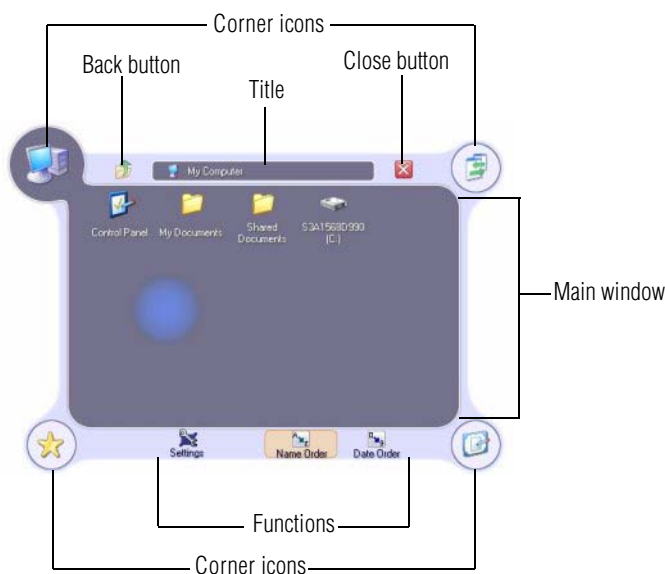 Corner icons
Back button
Close button
Title
My Computer
Control Panel
My Documents
Shared
Documents
S3A1568D990
(C:)
Main window
Settings
Name Order
Date Order
Functions
Corner icons